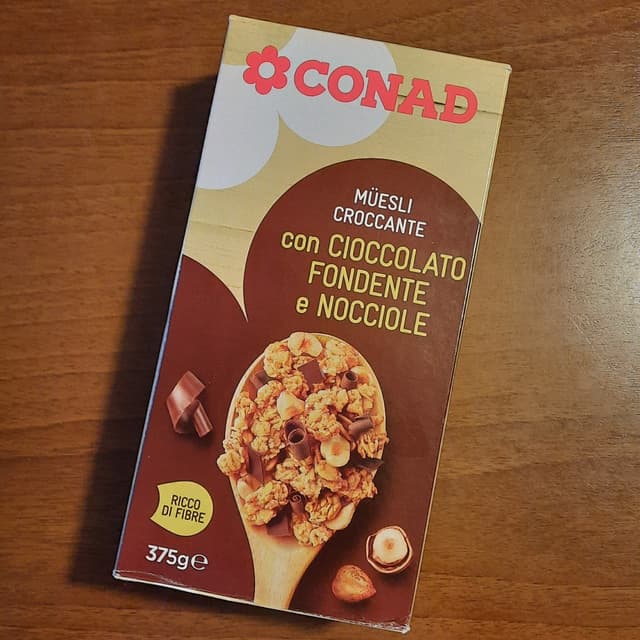 CONAD
MÜESLI
CROCCANTE
con CIOCCOLATO
FONDENTE
e NOCCIOLE
RICCO
DI FIBRE
375g℮